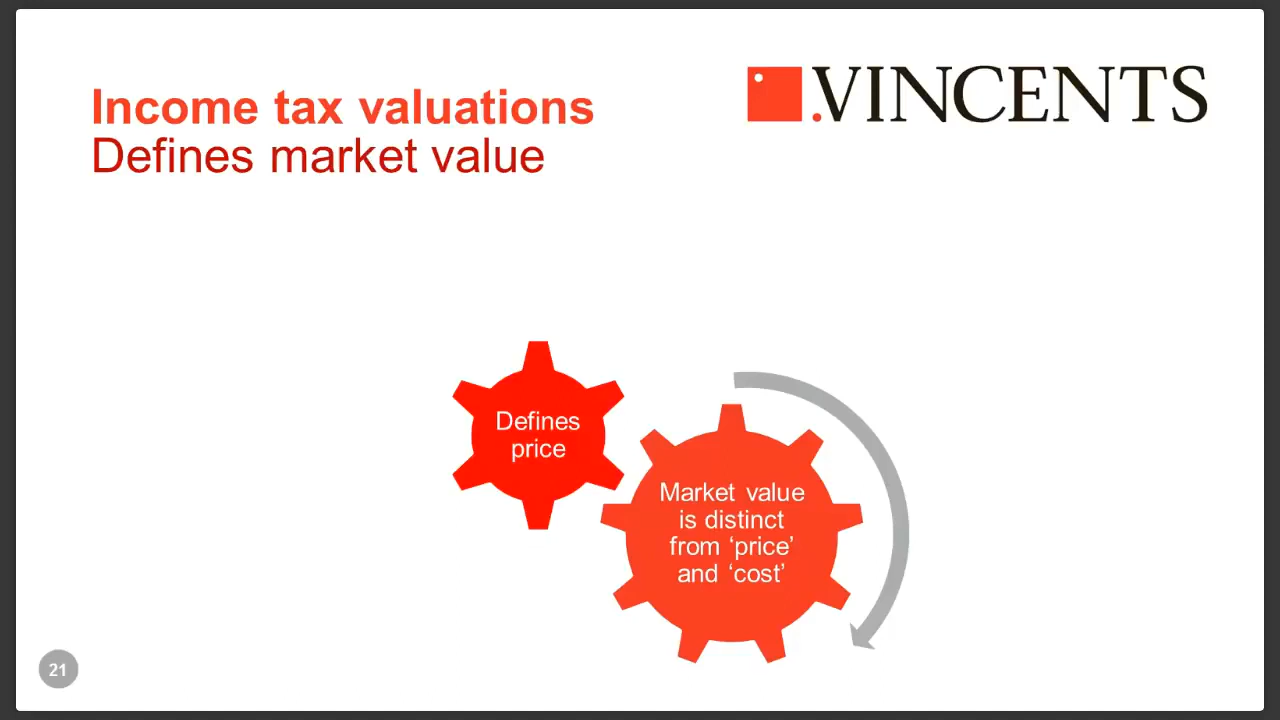 .VINCENTS
Income tax valuations
Defines market value
Defines
price
Market value
is distinct
from ‘price’
and ‘cost’
21